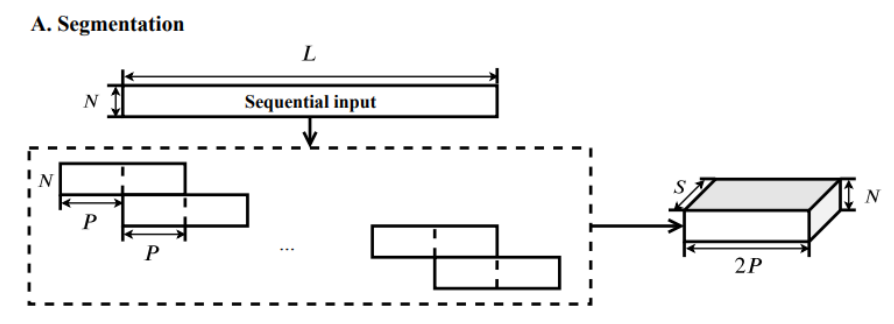 A. Segmentation
L
N
Sequential input
N
P
P
...
S
N
2P